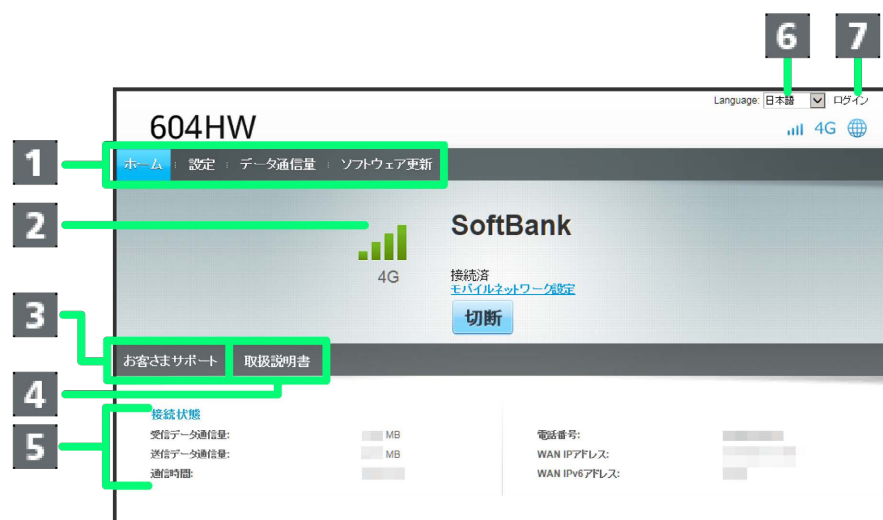 6 7
Language: 日本語 ログイン
604HW
4G
1
ホーム 設定 データ通信量 ソフトウェア更新
2
SoftBank
4G
接続済
モバイルネットワーク設定
切断
3
お客さまサポート 取扱説明書
4
接続状態
5
受信データ通信量: MB
送信データ通信量: MB
通信時間:
電話番号:
WAN IPアドレス:
WAN IPv6アドレス: